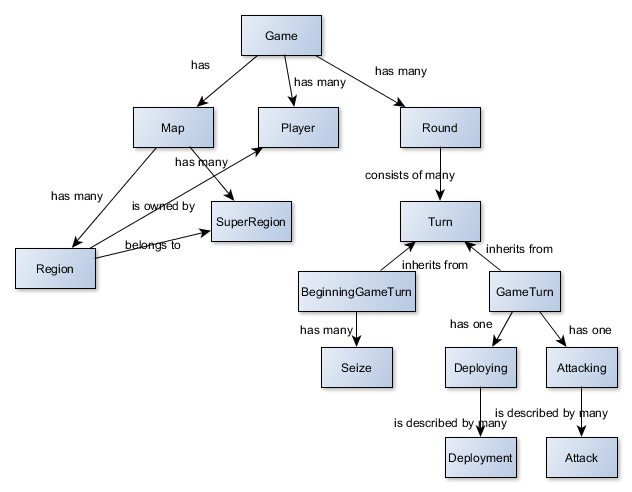 Game
has
has many
has many
Map
Player
Round
has many
consists of many
has many
is owned by
SuperRegion
Turn
belongs to
inherits from
Region
inherits from
BeginningGameTurn
GameTurn
has many
has one
has one
Seize
Deploying
Attacking
is described by many
is described by many
Deployment
Attack